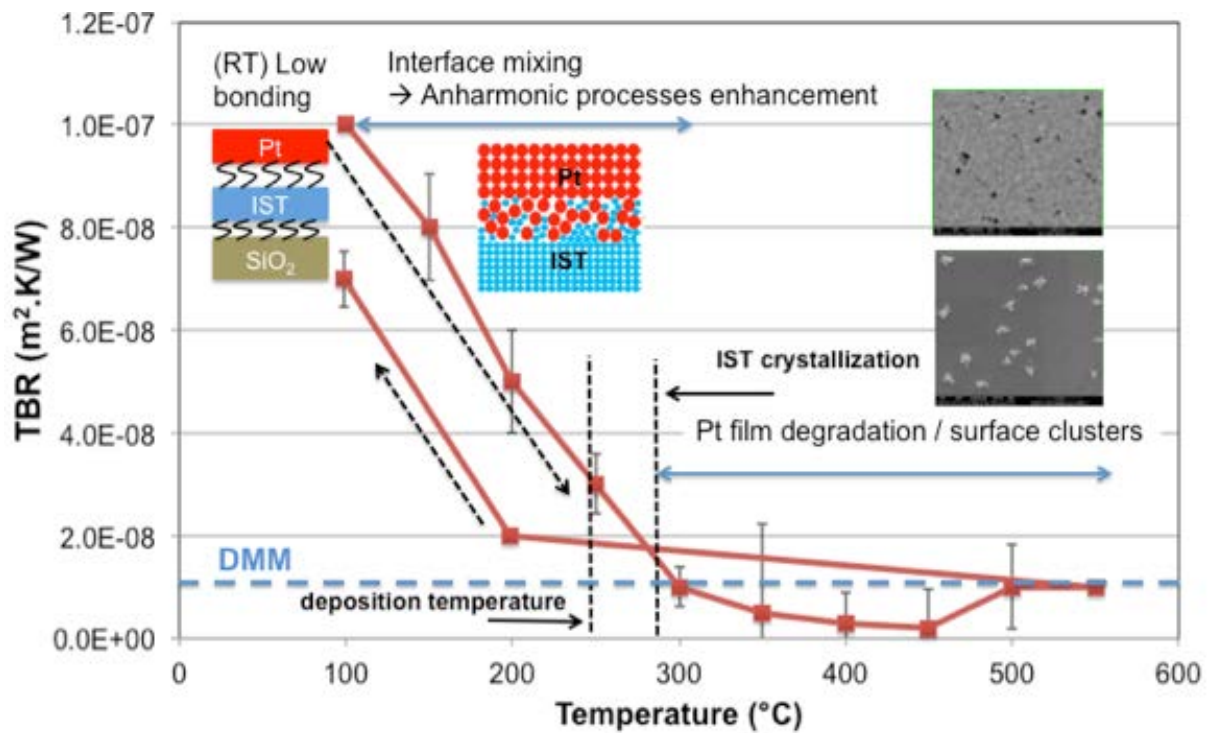 1.2E-07
1.0E-07
8.0E-08
6.0E-08
4.0E-08
2.0E-08
0.0E+00
TBR (m².K/W)
(RT) Low
bonding
Pt
IST
SiO₂
Interface mixing
→ Anharmonic processes enhancement
Pt
IST
IST crystallization
Pt film degradation / surface clusters
DMM
deposition temperature
0
100
200
300
400
500
600
Temperature (°C)